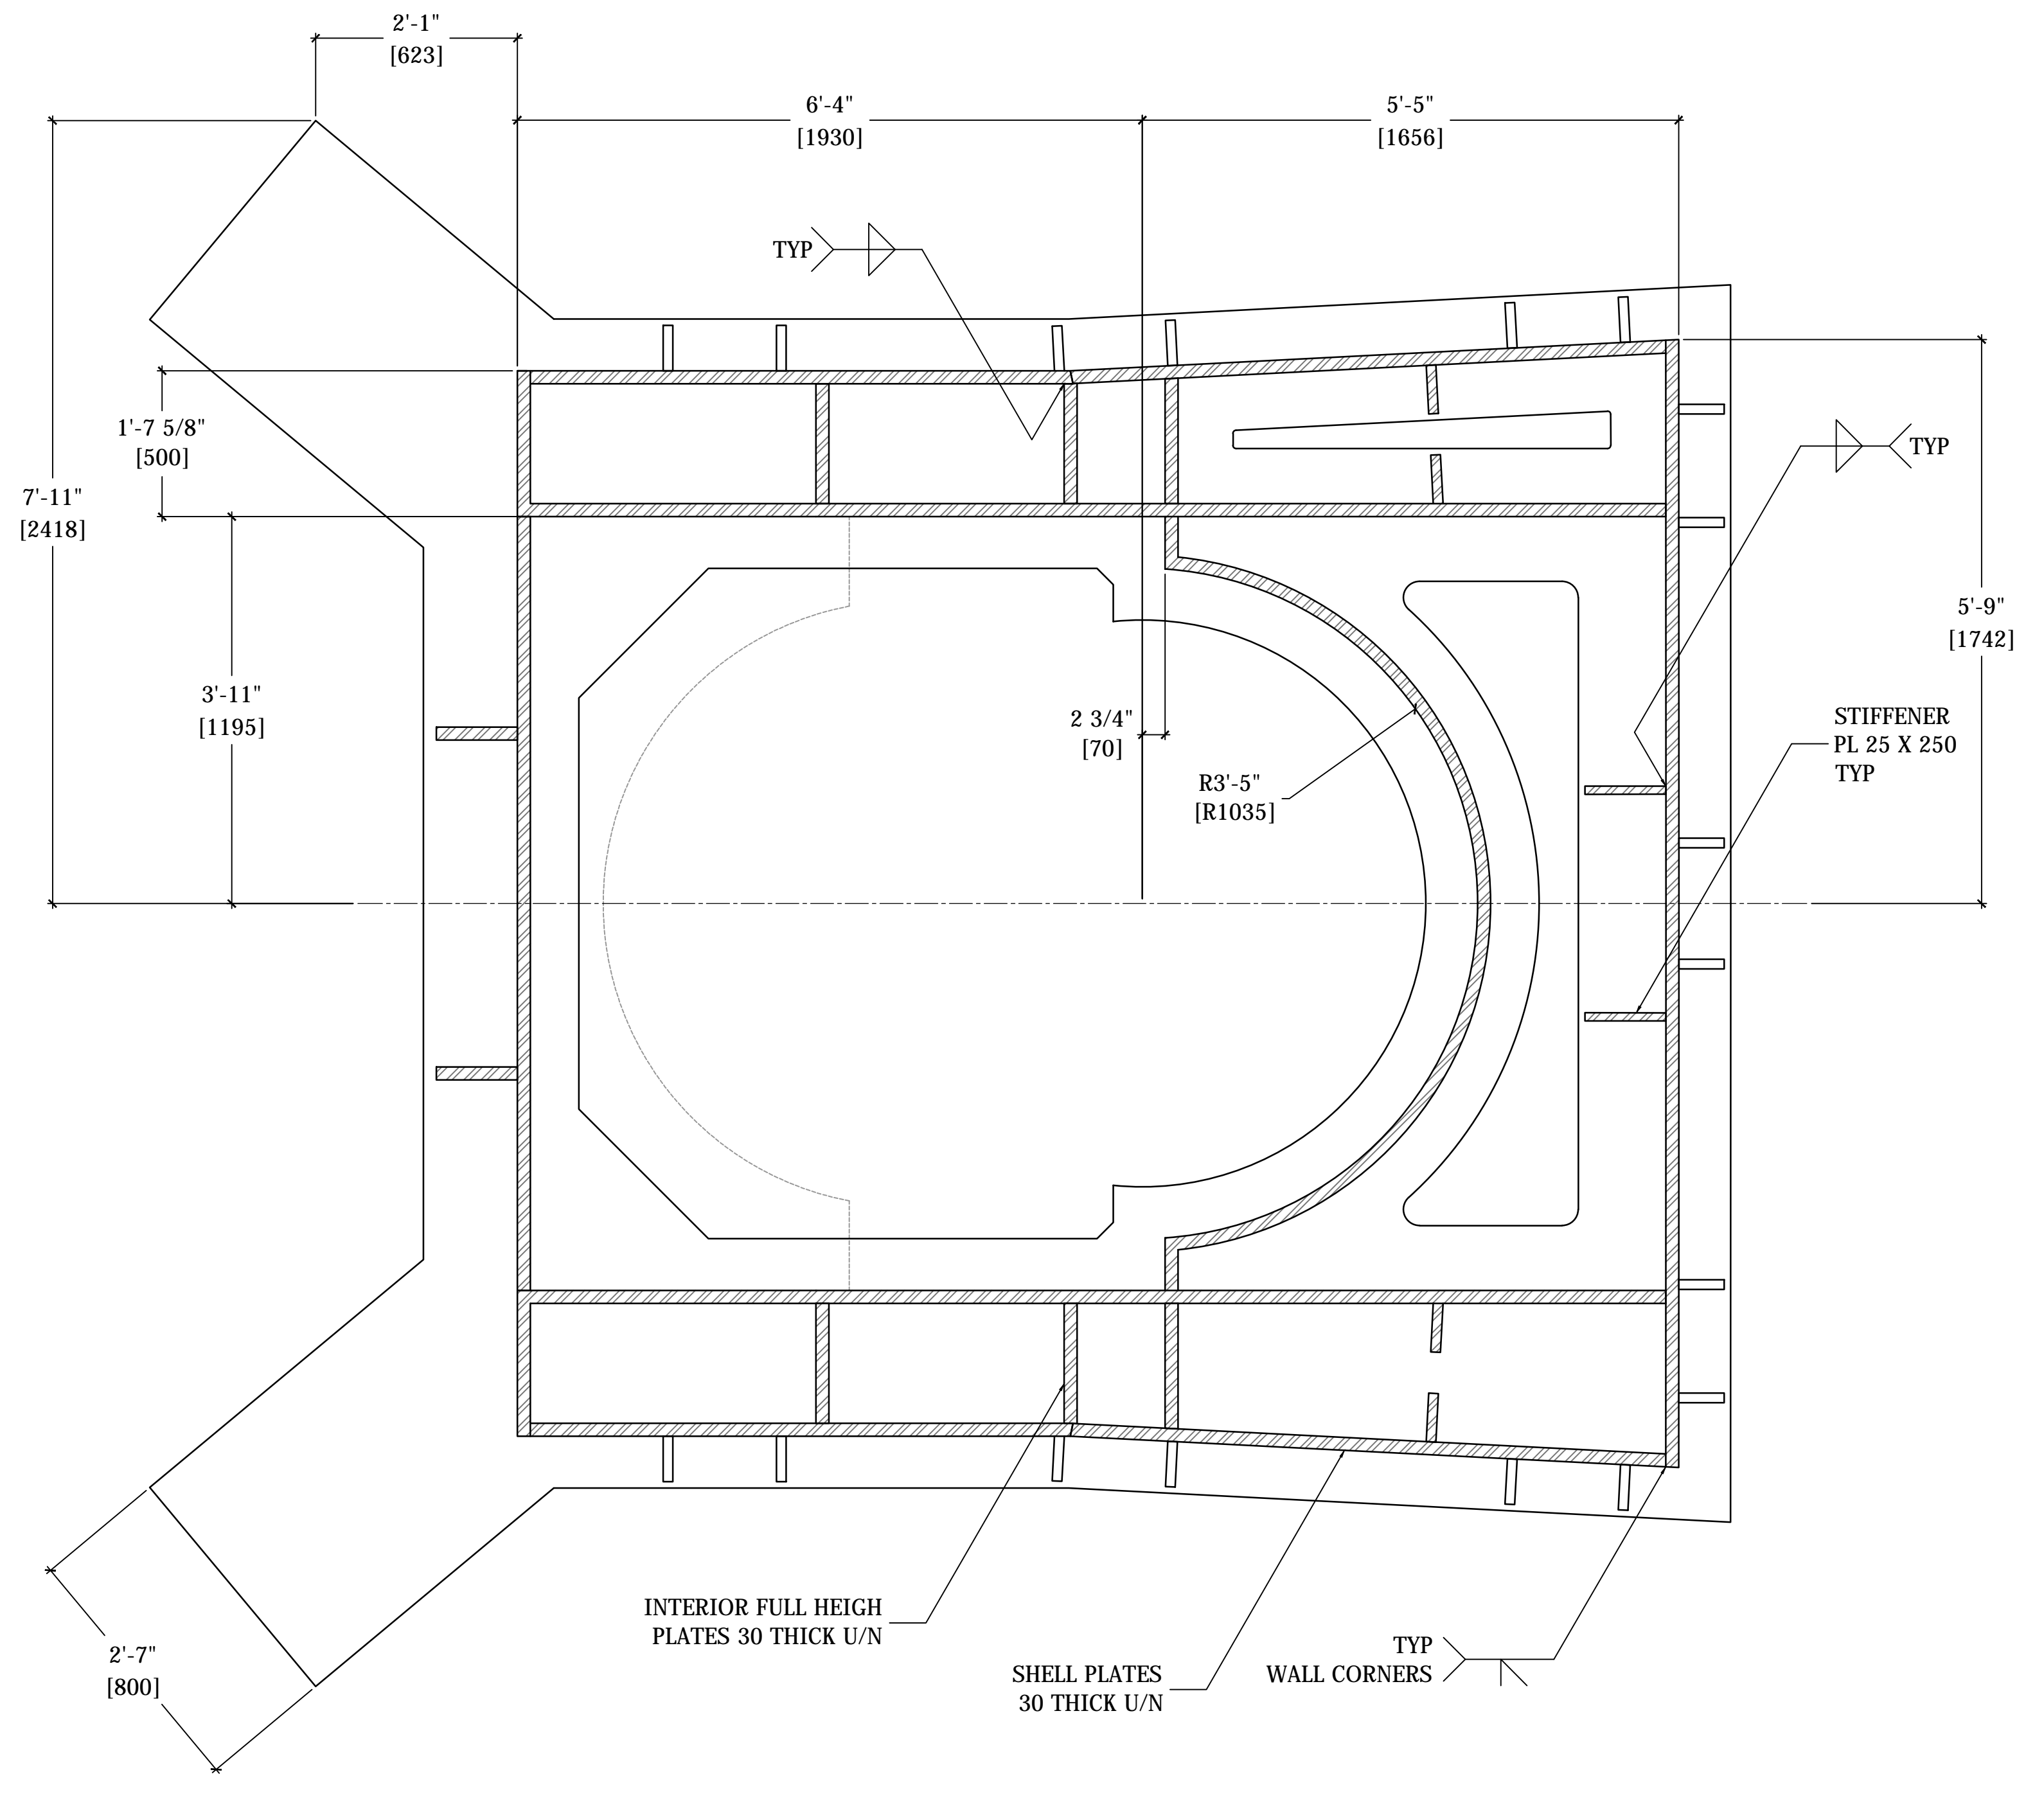 2'-1"
[623]
6'-4"
[1930]
5'-5"
[1656]
TYP
1'-7 5/8"
[500]
TYP
7'-11"
[2418]
5'-9"
[1742]
3'-11"
[1195]
2 3/4"
[70]
STIFFENER
PL 25 X 250
TYP
R3'-5"
[R1035]
INTERIOR FULL HEIGH
PLATES 30 THICK U/N
2'-7"
[800]
SHELL PLATES
30 THICK U/N
TYP
WALL CORNERS